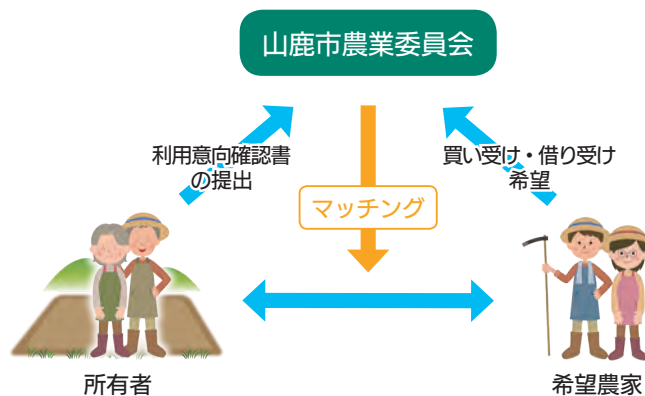 山鹿市農業委員会
利用意向確認書
の提出
買い受け・借り受け
希望
マッチング
所有者
希望農家